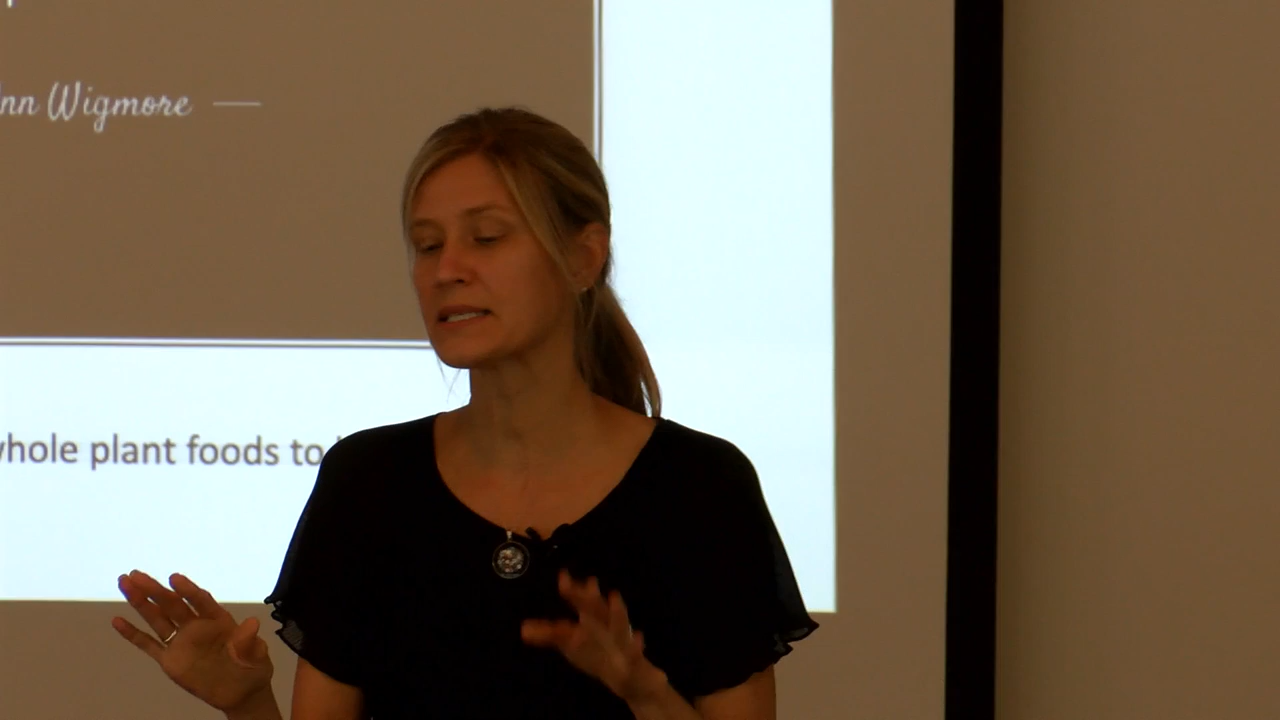 nn Wigmore —
whole plant foods to